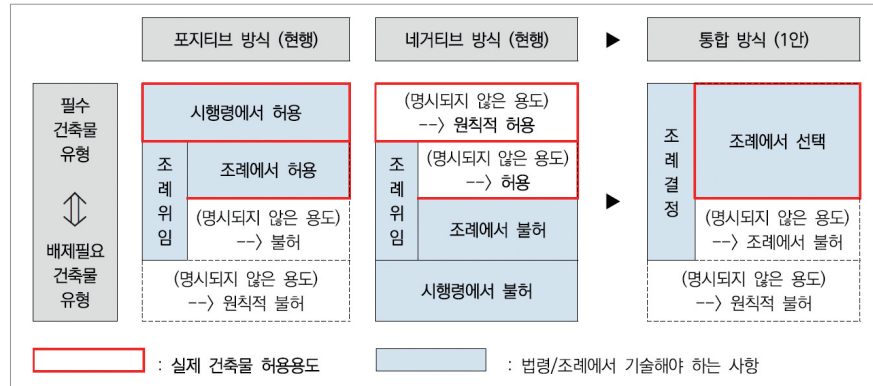 포지티브 방식 (현행)
네거티브 방식 (현행)
▶
통합 방식 (1안)
필수
건축물
유형
⇕
배제필요
건축물
유형
시행령에서 허용
조
례
위
임
조례에서 허용
(명시되지 않은 용도)
--> 불허
(명시되지 않은 용도)
--> 원칙적 불허
(명시되지 않은 용도)
--> 원칙적 허용
조
례
위
임
(명시되지 않은 용도)
--> 허용
조례에서 불허
시행령에서 불허
▶
조
례
결
정
조례에서 선택
(명시되지 않은 용도)
--> 조례에서 불허
(명시되지 않은 용도)
--> 원칙적 불허
: 실제 건축물 허용용도
: 법령/조례에서 기술해야 하는 사항